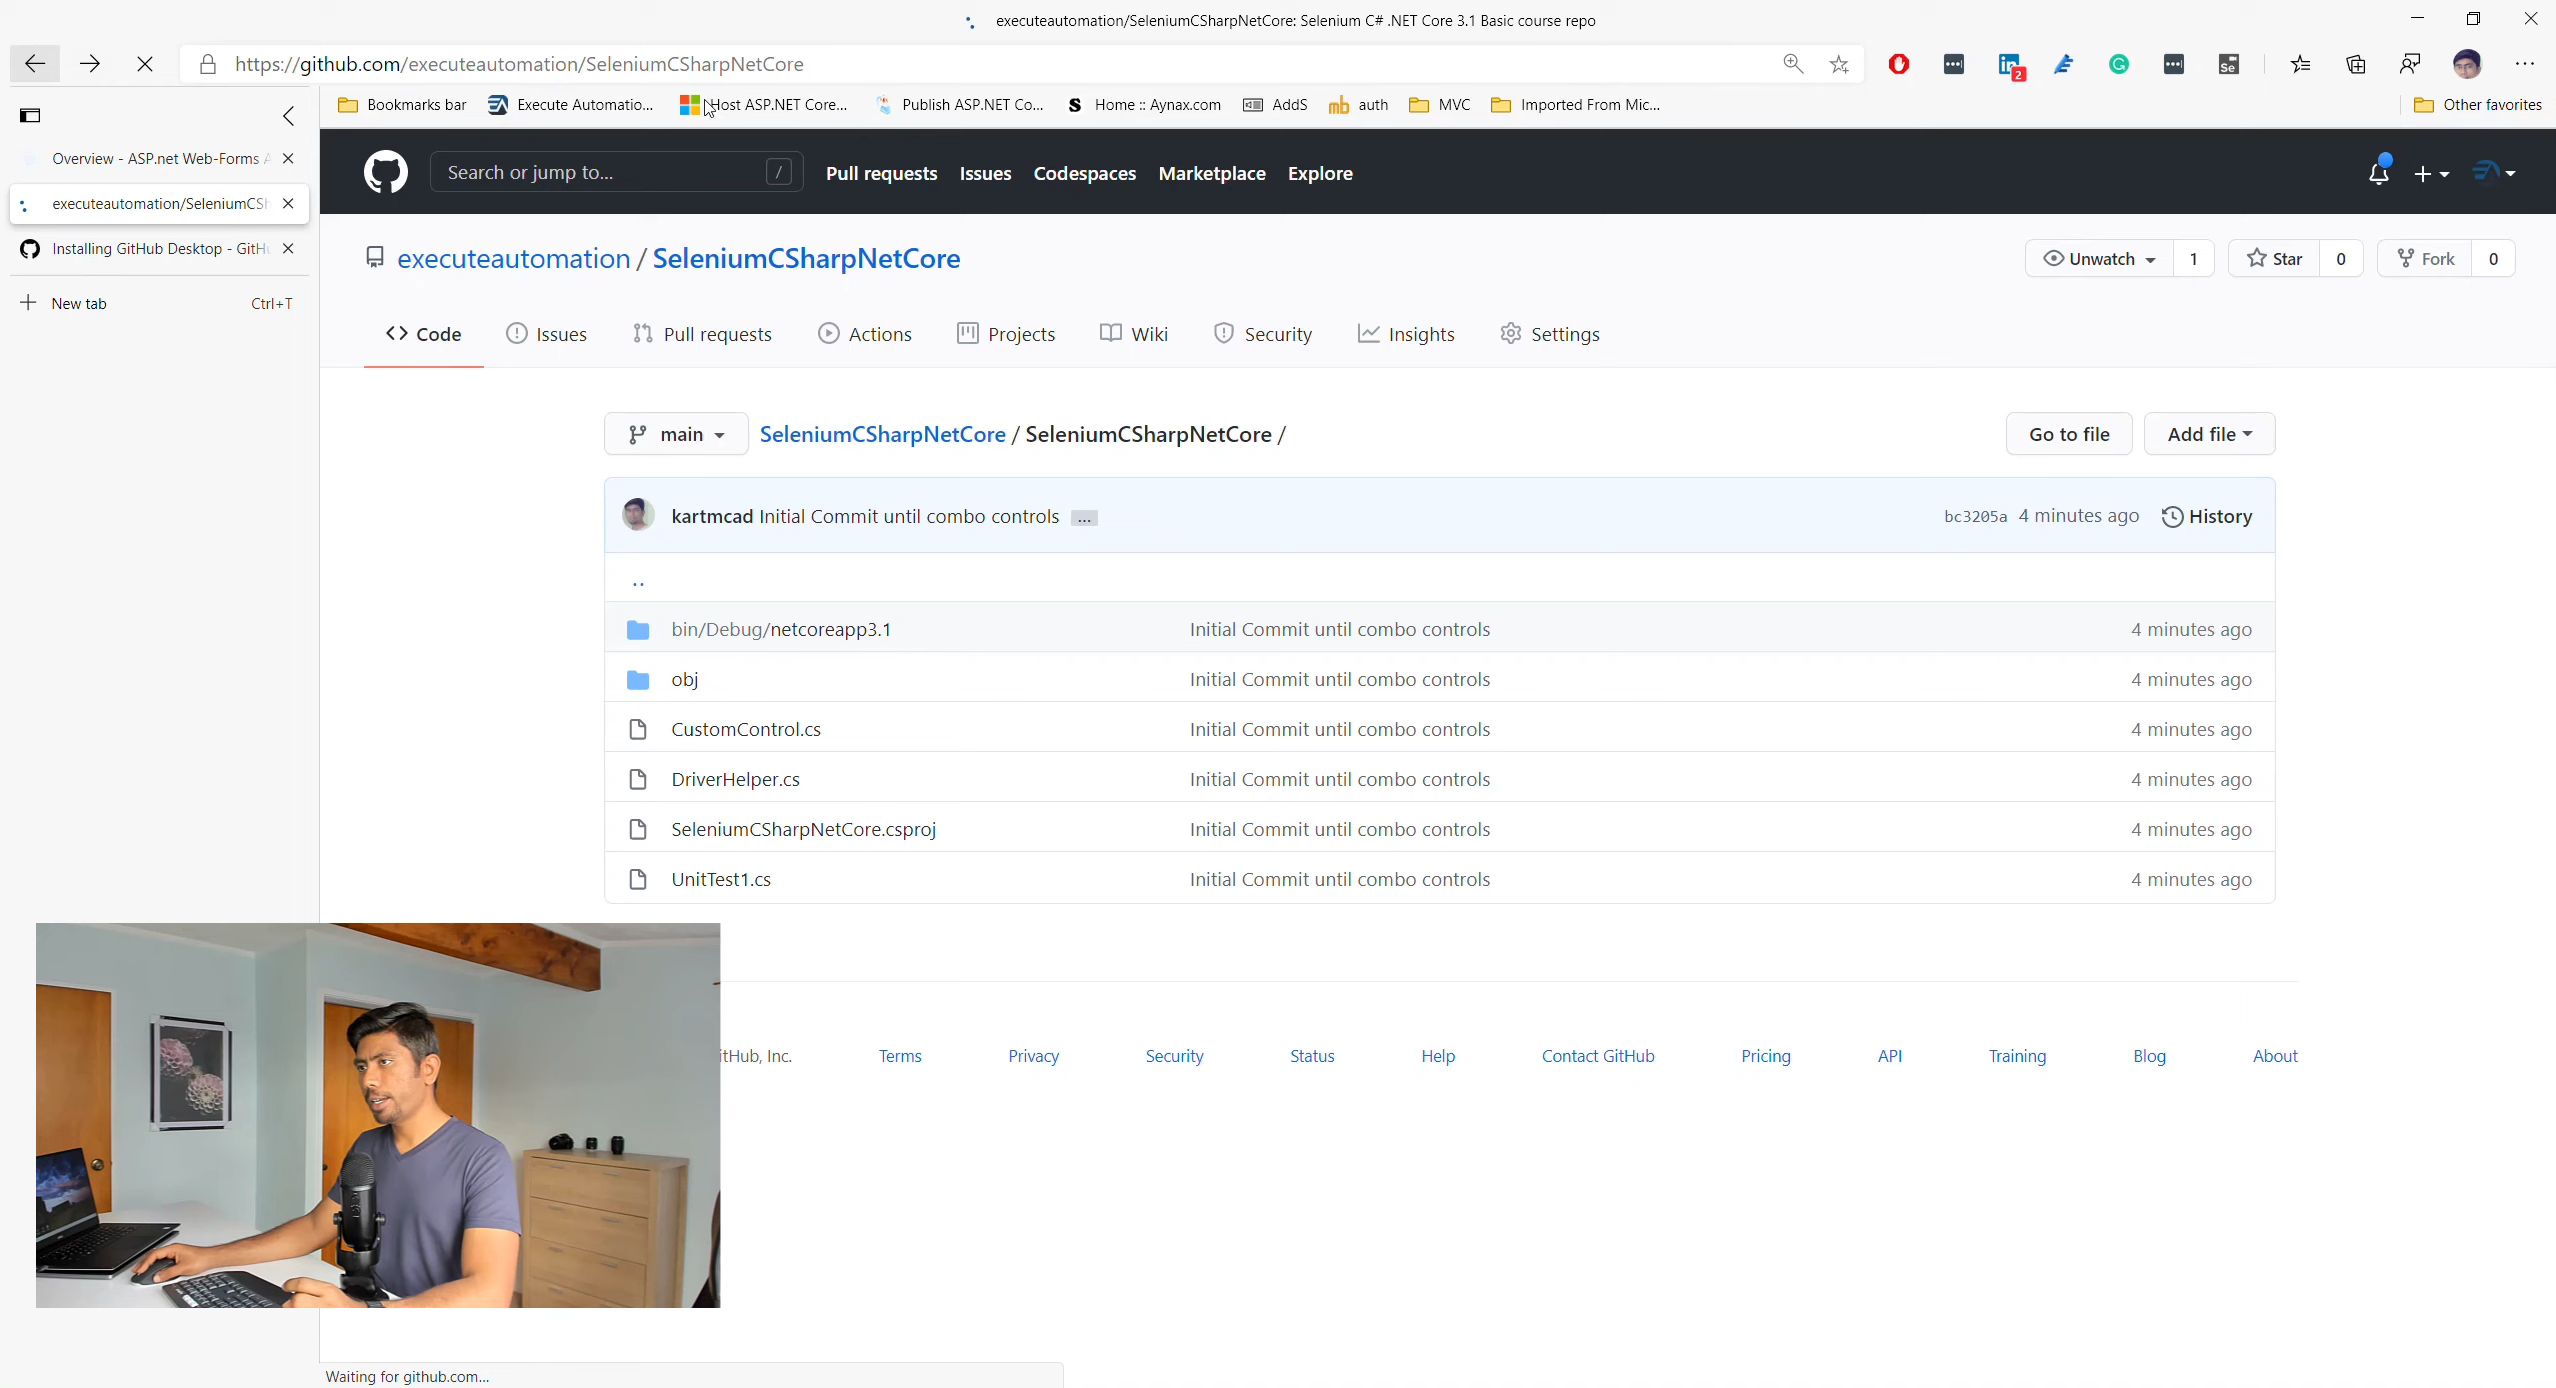 executeautomation/SeleniumCSharpNetCore: Selenium C# .NET Core 3.1 Basic course repo
https://github.com/executeautomation/SeleniumCSharpNetCore
2
Se
Bookmarks bar
Execute Automatio...
Host ASP.NET Core...
Publish ASP.NET Co...
S Home :: Aynax.com
AddS
mb auth
MVC
Imported From Mic...
Other favorites
Overview - ASP.net Web-Forms
executeautomation/SeleniumCS
Installing GitHub Desktop - GitH
New tab Ctrl+T
Search or jump to... /
Pull requests Issues Codespaces Marketplace Explore
executeautomation / SeleniumCSharpNetCore
Unwatch 1 Star 0 Fork 0
Code Issues Pull requests Actions Projects Wiki Security Insights Settings
main SeleniumCSharpNetCore / SeleniumCSharpNetCore / Go to file Add file
kartmcad Initial Commit until combo controls ... bc3205a 4 minutes ago History
..
bin/Debug/netcoreapp3.1 Initial Commit until combo controls 4 minutes ago
obj Initial Commit until combo controls 4 minutes ago
CustomControl.cs Initial Commit until combo controls 4 minutes ago
DriverHelper.cs Initial Commit until combo controls 4 minutes ago
SeleniumCSharpNetCore.csproj Initial Commit until combo controls 4 minutes ago
UnitTest1.cs Initial Commit until combo controls 4 minutes ago
itHub, Inc. Terms Privacy Security Status Help Contact GitHub Pricing API Training Blog About
Waiting for github.com...